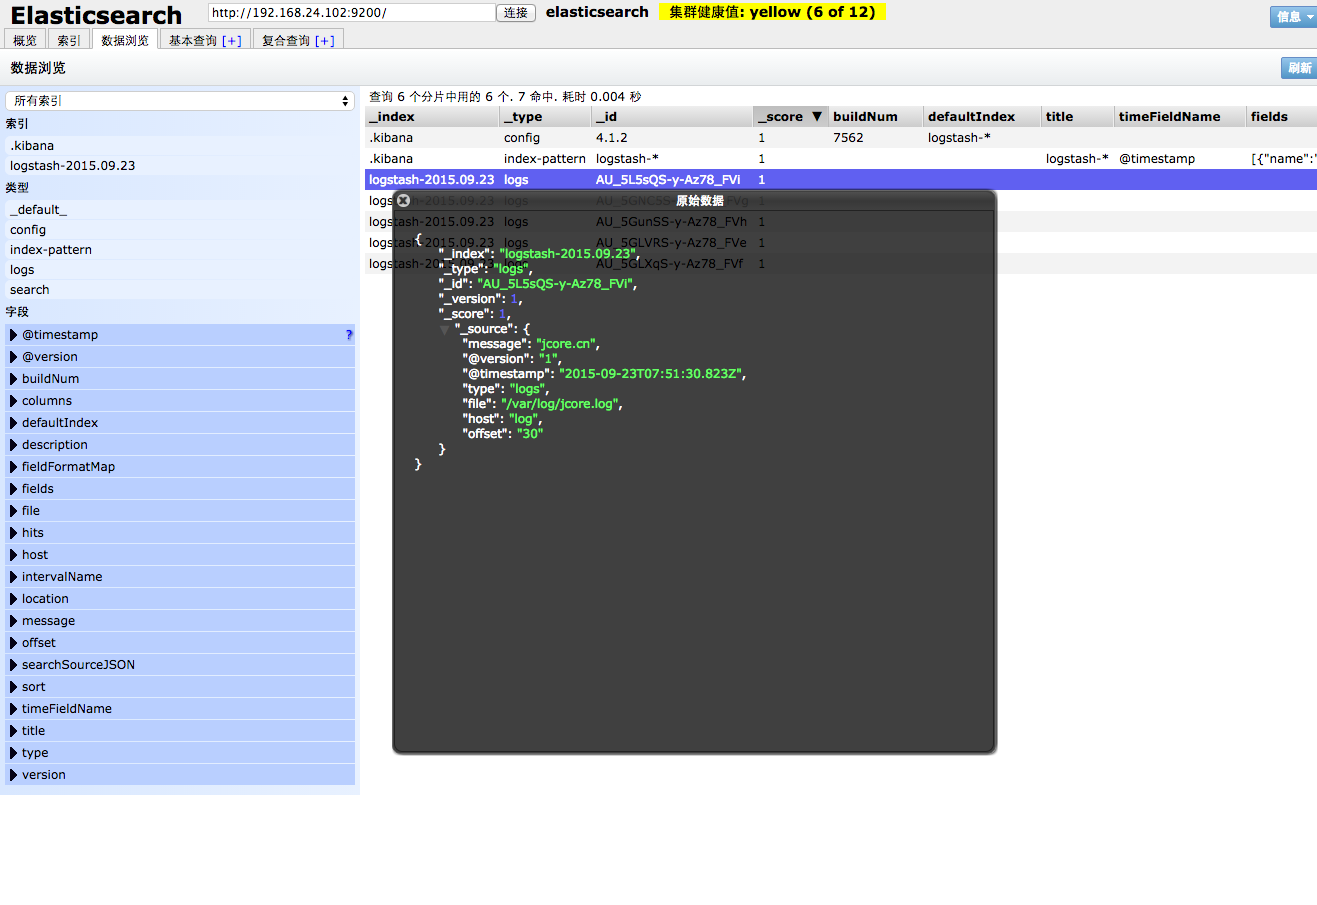 Elasticsearch
http://192.168.24.102:9200/
连接
elasticsearch
集群健康值: yellow (6 of 12)
信息
概览
索引
数据浏览
基本查询 [+]
复合查询 [+]
数据浏览
刷新
所有索引
索引
.kibana
logstash-2015.09.23
类型
_default_
config
index-pattern
logs
search
字段
@timestamp ?
@version
buildNum
columns
defaultIndex
description
fieldFormatMap
fields
file
hits
host
intervalName
location
message
offset
searchSourceJSON
sort
timeFieldName
title
type
version
查询 6 个分片中用的 6 个. 7 命中. 耗时 0.004 秒
_index _type _id _score ▼ buildNum defaultIndex title timeFieldName fields
.kibana config 4.1.2 1 7562 logstash-*
.kibana index-pattern logstash-* 1 logstash-* @timestamp [{"name":"
logstash-2015.09.23 logs AU_5L5sQS-y-Az78_FVi 1
logstash-2015.09.23 logs AU_5GunSS-y-Az78_FVh 1
logstash-2015.09.23 logs AU_5GLVRS-y-Az78_FVe 1
logstash-2015.09.23 logs AU_5GLXqS-y-Az78_FVf 1
原始数据
{
"_index": "logstash-2015.09.23",
"_type": "logs",
"_id": "AU_5L5sQS-y-Az78_FVi",
"_version": 1,
"_score": 1,
▼ "_source": {
"message": "jcore.cn",
"@version": "1",
"@timestamp": "2015-09-23T07:51:30.823Z",
"type": "logs",
"file": "/var/log/jcore.log",
"host": "log",
"offset": "30"
}
}